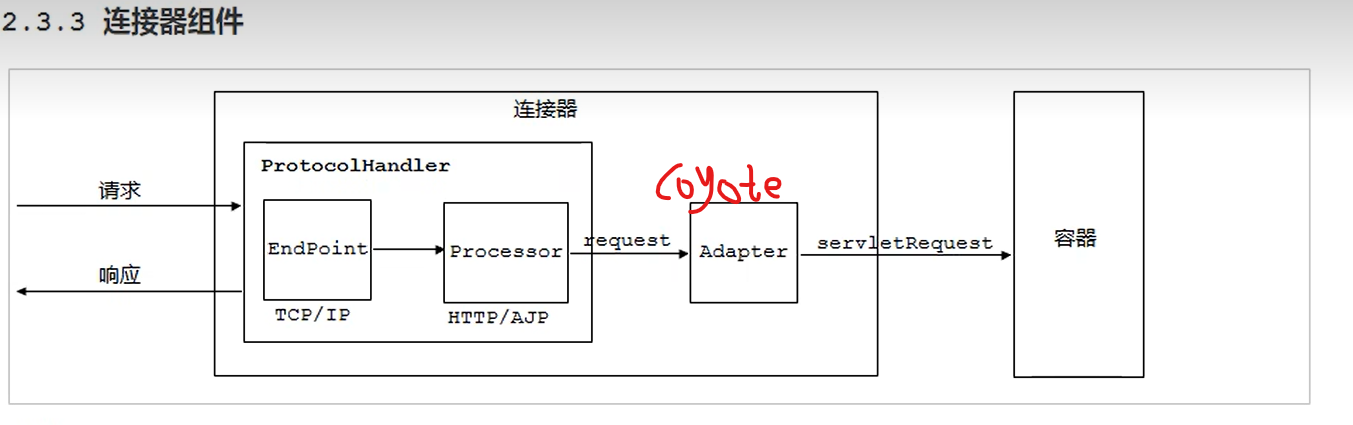 2.3.3 连接器组件
连接器
ProtocolHandler
Coyote
请求
EndPoint
Processor
request
Adapter
servletRequest
容器
响应
TCP/IP
HTTP/AJP